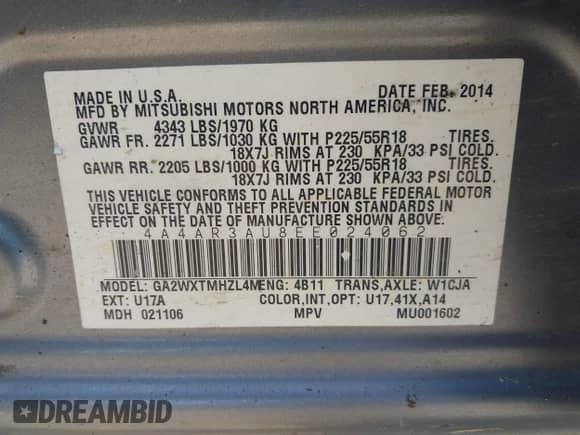 MADE IN U.S.A. DATE FEB. 2014
MFD BY MITSUBISHI MOTORS NORTH AMERICA, INC.
GVWR 4343 LBS/1970 KG
GAWR FR. 2271 LBS/1030 KG WITH P225/55R18 TIRES.
18X7J RIMS AT 230 KPA/33 PSI COLD.
GAWR RR. 2205 LBS/1000 KG WITH P225/55R18 TIRES.
18X7J RIMS AT 230 KPA/33 PSI COLD.
THIS VEHICLE CONFORMS TO ALL APPLICABLE FEDERAL MOTOR
VEHICLE SAFETY AND THEFT PREVENTION STANDARDS IN
EFFECT ON THE DATE OF MANUFACTURE SHOWN ABOVE.
4A4AR3AU8EE024062
MODEL: GA2WXTMHZL4M ENG: 4B11 TRANS,AXLE: W1CJA
EXT: U17A COLOR,INT,OPT: U17,41X,A14
MDH 021106 MPV MU001602
DREAMBID